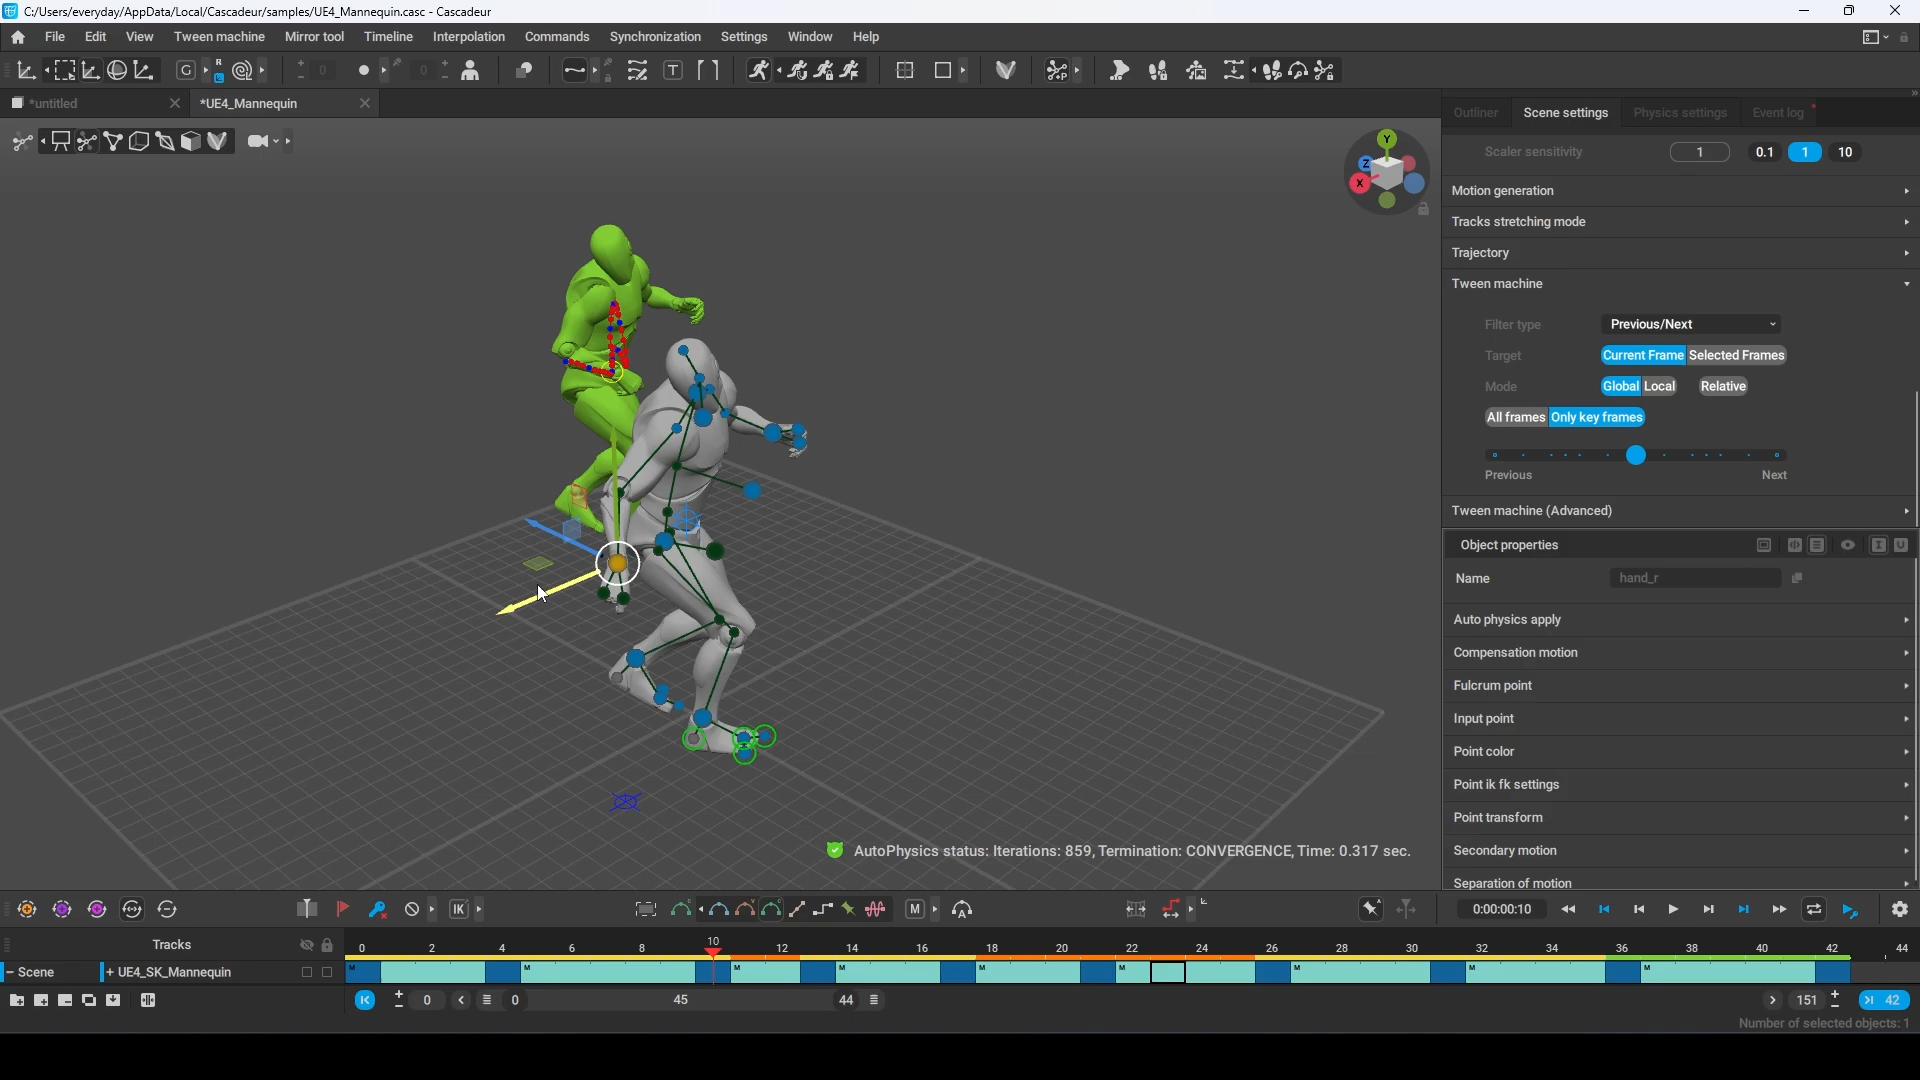 C:/Users/everyday/AppData/Local/Cascadeur/samples/UE4_Mannequin.casc - Cascadeur
File Edit View Tween machine Mirror tool Timeline Interpolation Commands Synchronization Settings Window Help
G R L 0 0 T
*untitled *UE4_Mannequin
Outliner Scene settings Physics settings Event log
Y Z X
Scaler sensitivity 1 0.1 1 10
Motion generation
Tracks stretching mode
Trajectory
Tween machine
Filter type Previous/Next
Target Current Frame Selected Frames
Mode Global Local Relative
All frames Only key frames
Previous Next
Tween machine (Advanced)
Object properties
Name hand_r
Auto physics apply
Compensation motion
Fulcrum point
Input point
Point color
Point ik fk settings
Point transform
Secondary motion
Separation of motion
AutoPhysics status: Iterations: 859, Termination: CONVERGENCE, Time: 0.317 sec.
IK M A 0:00:00:10
Tracks 0 2 4 6 8 10 12 14 16 18 20 22 24 26 28 30 32 34 36 38 40 42 44
- Scene + UE4_SK_Mannequin M M M M M M M M M
0 0 45 44 151 42
Number of selected objects: 1